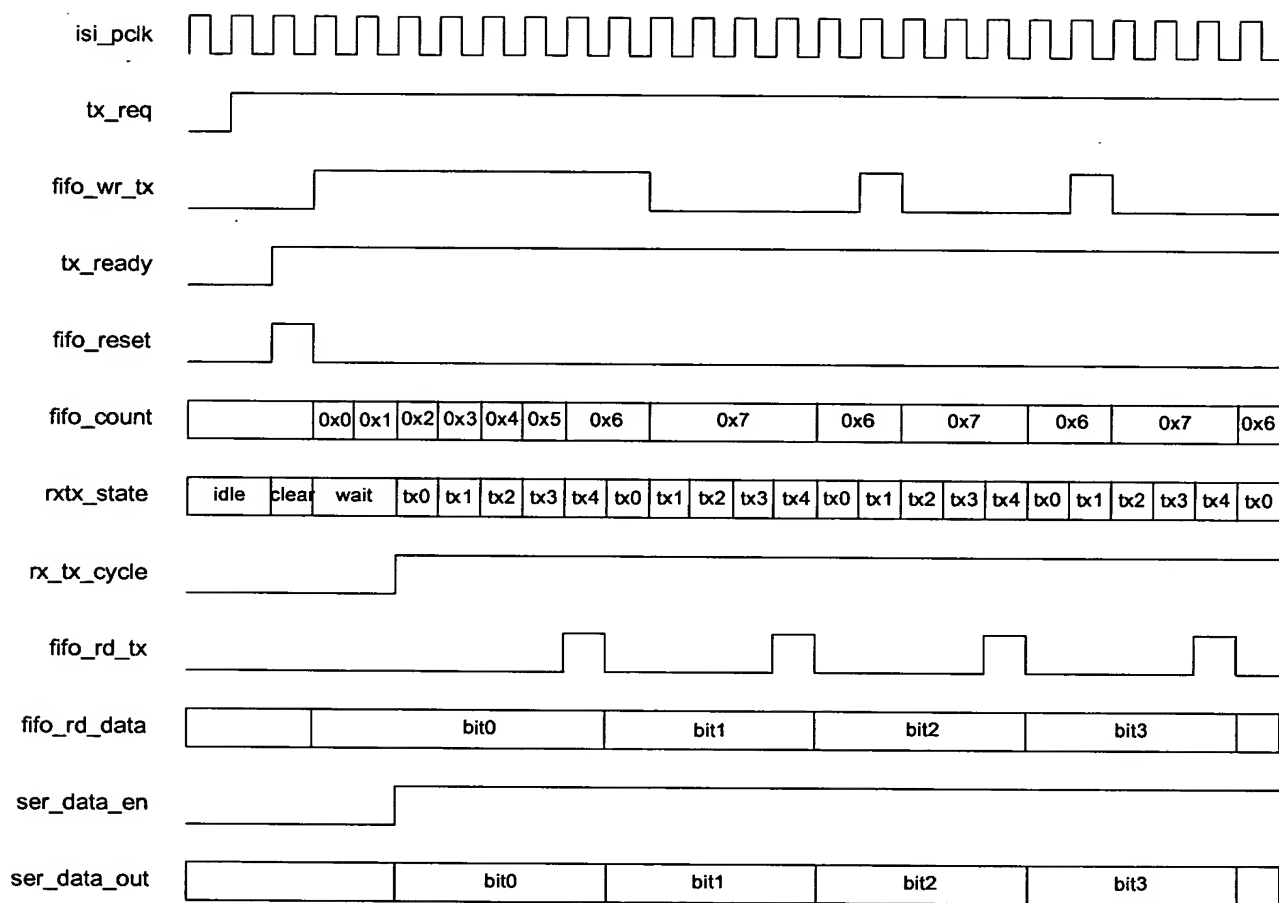 isi_pclk
tx_req
fifo_wr_tx
tx_ready
fifo_reset
fifo_count 0x0 0x1 0x2 0x3 0x4 0x5 0x6 0x7 0x6 0x7 0x6 0x7 0x6
rxtx_state idle clear wait tx0 tx1 tx2 tx3 tx4 tx0 tx1 tx2 tx3 tx4 tx0 tx1 tx2 tx3 tx4 tx0 tx1 tx2 tx3 tx4 tx0
rx_tx_cycle
fifo_rd_tx
fifo_rd_data bit0 bit1 bit2 bit3
ser_data_en
ser_data_out bit0 bit1 bit2 bit3